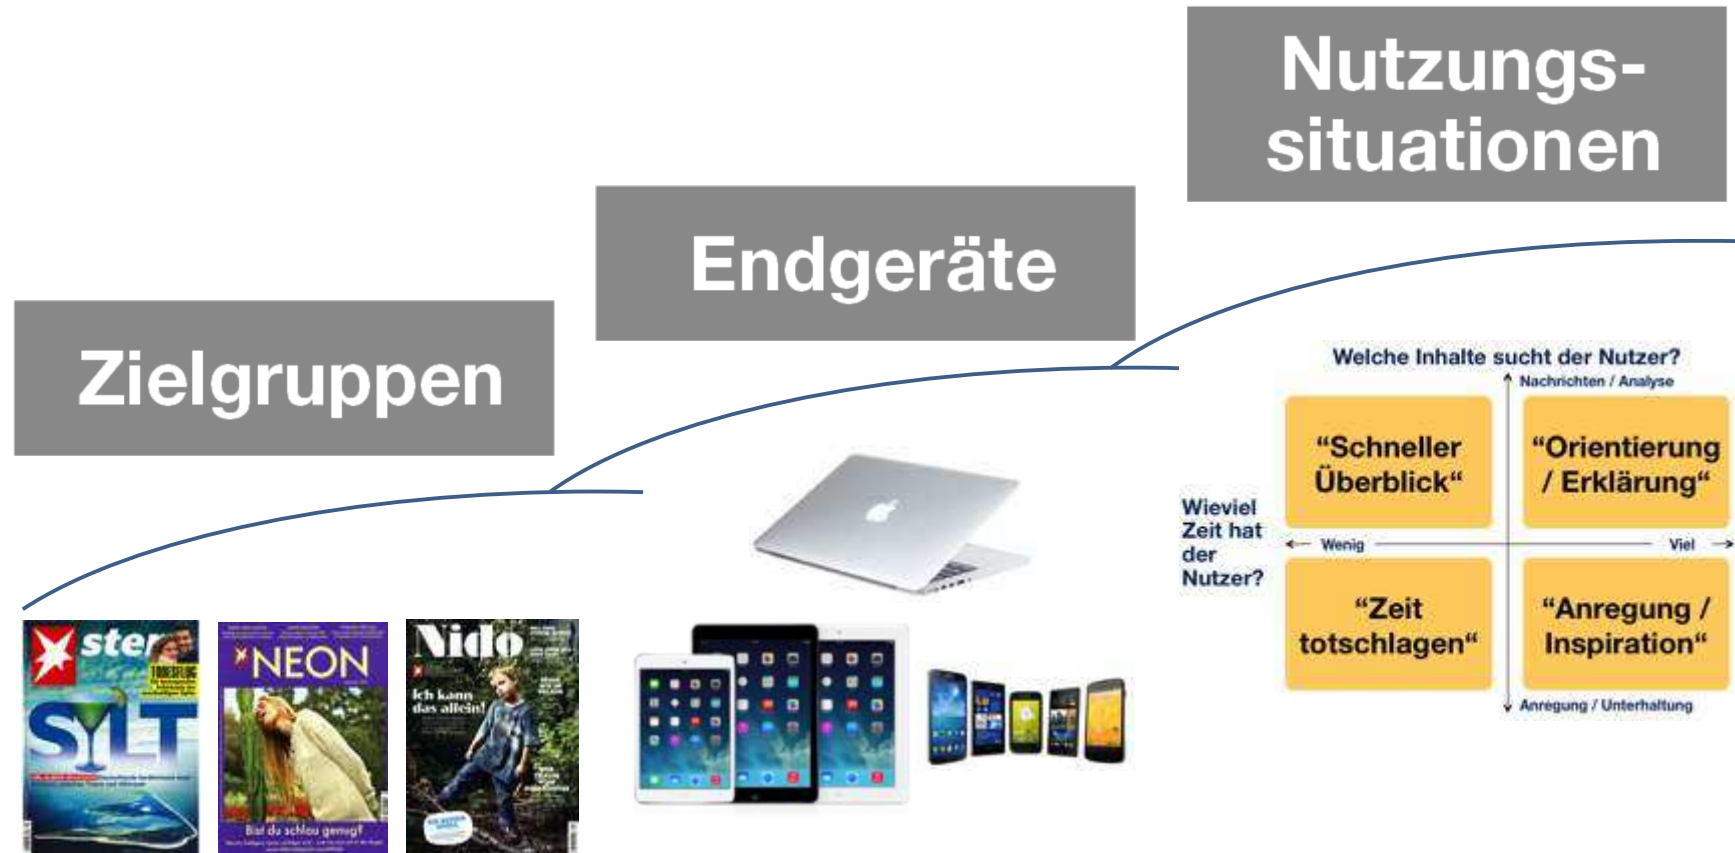 Nutzungs-
situationen
Endgeräte
Zielgruppen
Welche Inhalte sucht der Nutzer?
Nachrichten / Analyse
“Schneller
Überblick“
“Orientierung
/ Erklärung“
Wieviel
Zeit hat
der
Nutzer?
Wenig
Viel
“Zeit
totschlagen“
“Anregung /
Inspiration“
Anregung / Unterhaltung
stern
TODESFLUG
SYLT
NEON
Bist du schlau genug?
Nido
Ich kann
das allein!